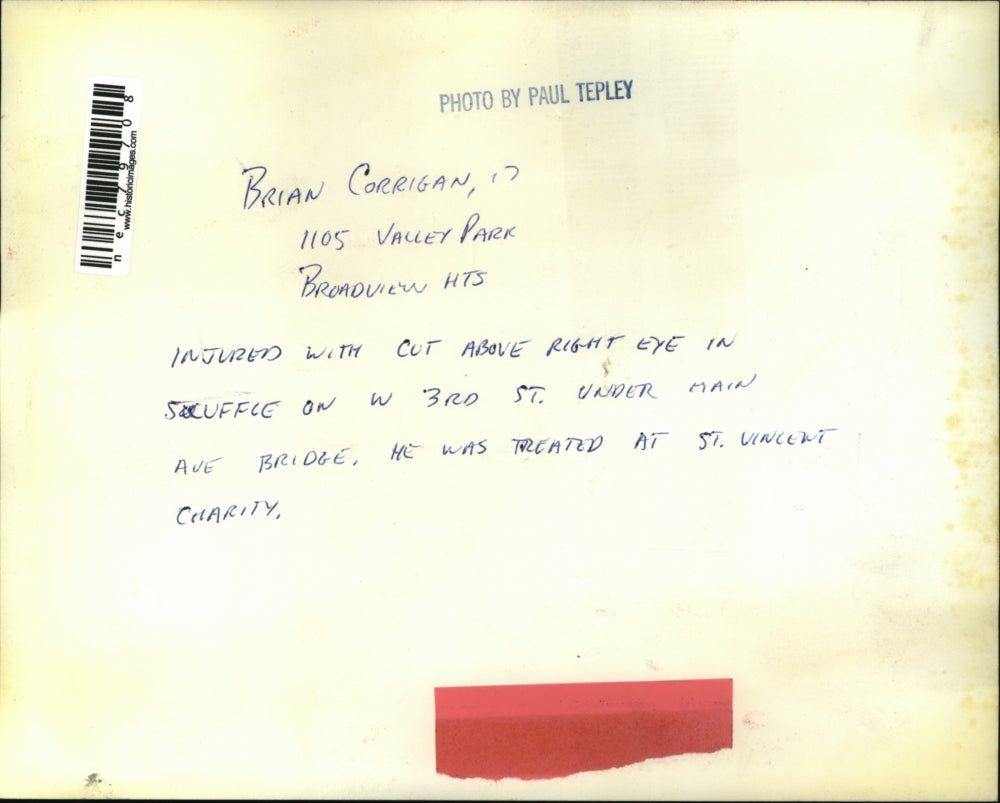 PHOTO BY PAUL TEPLEY
BRIAN CORRIGAN, 17
1105 VALLEY PARK
BROADVIEW HTS
INJURED WITH CUT ABOVE RIGHT EYE IN
SCUFFLE ON W 3RD ST. UNDER MAIN
AVE BRIDGE. HE WAS TREATED AT ST. VINCENT
CHARITY.
www.historicimages.com
nec79708